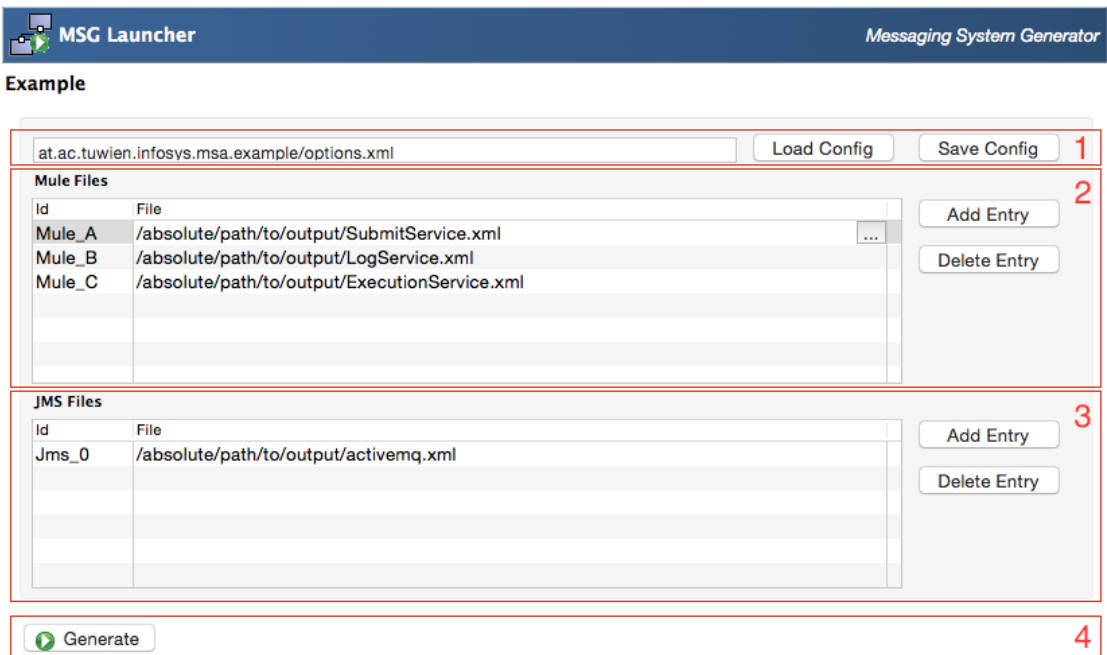 MSG Launcher Messaging System Generator
Example
at.ac.tuwien.infosys.msa.example/options.xml Load Config Save Config 1
Mule Files 2
Id File Add Entry
Mule_A /absolute/path/to/output/SubmitService.xml ...
Mule_B /absolute/path/to/output/LogService.xml Delete Entry
Mule_C /absolute/path/to/output/ExecutionService.xml
JMS Files 3
Id File Add Entry
Jms_0 /absolute/path/to/output/activemq.xml
Delete Entry
Generate 4